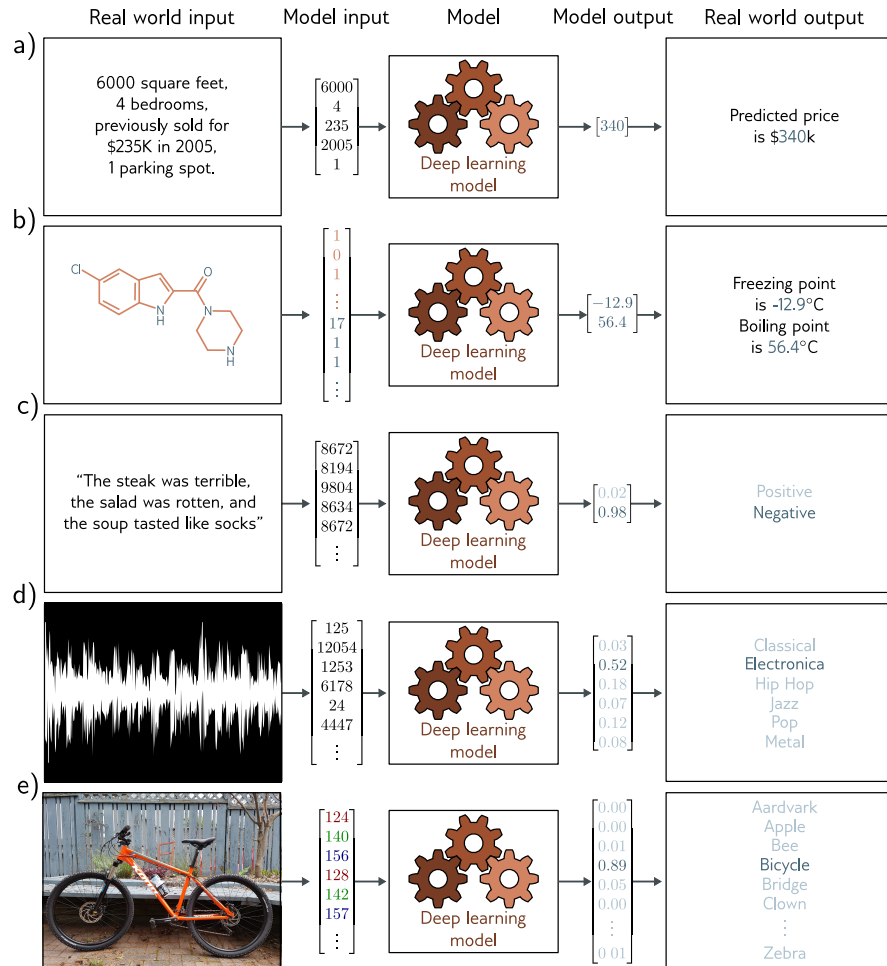 Real world input
Model input
Model
Model output
Real world output
a)
6000 square feet,
4 bedrooms,
previously sold for
$235K in 2005,
1 parking spot.
6000
4
235
2005
1
Deep learning
model
[340]
Predicted price
is $340k
b)
Cl
O
N
H
N
N
H
1
0
1
⋮
17
1
1
⋮
Deep learning
model
−12.9
56.4
Freezing point
is -12.9°C
Boiling point
is 56.4°C
c)
“The steak was terrible,
the salad was rotten, and
the soup tasted like socks”
8672
8194
9804
8634
8672
⋮
Deep learning
model
0.02
0.98
Positive
Negative
d)
125
12054
1253
6178
24
4447
⋮
Deep learning
model
0.03
0.52
0.18
0.07
0.12
0.08
Classical
Electronica
Hip Hop
Jazz
Pop
Metal
e)
124
140
156
128
142
157
⋮
Deep learning
model
0.00
0.00
0.01
0.89
0.05
0.00
⋮
0 01
Aardvark
Apple
Bee
Bicycle
Bridge
Clown
⋮
Zebra